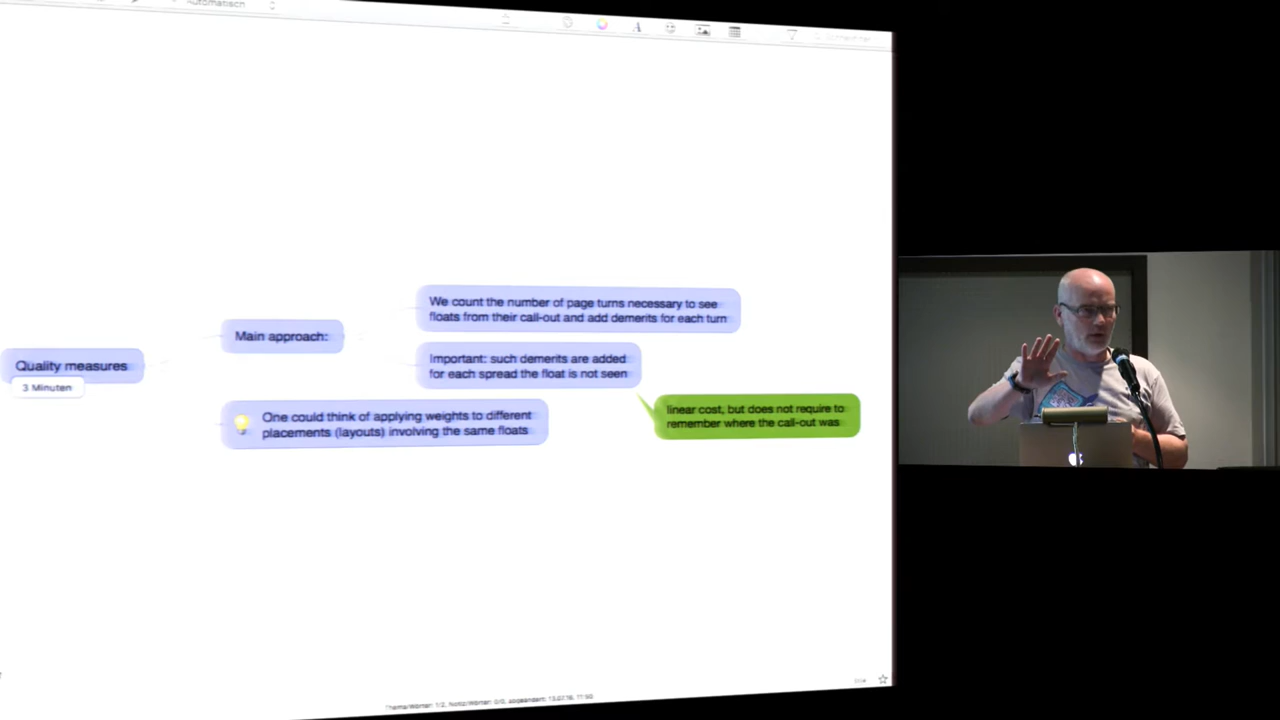 Automatisch
We count the number of page turns necessary to see
floats from their call-out and add demerits for each turn
Main approach:
Important: such demerits are added
for each spread the float is not seen
Quality measures
3 Minuten
One could think of applying weights to different
placements (layouts) involving the same floats
linear cost, but does not require to
remember where the call-out was